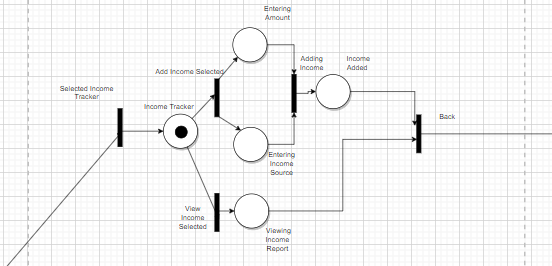 Entering
Amount
Adding
Income
Income
Added
Add Income Selected
Selected Income
Tracker
Income Tracker
Back
Entering
Income
Source
View
Income
Selected
Viewing
Income
Report